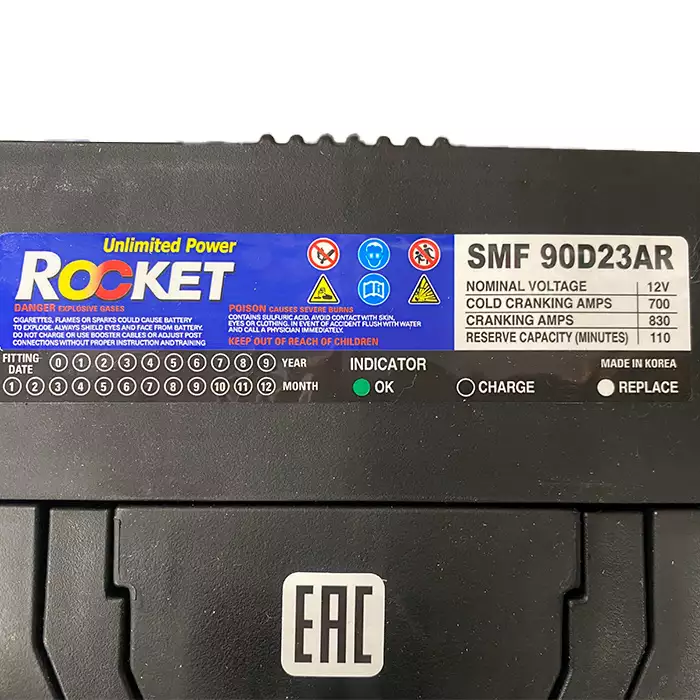 Unlimited Power
ROCKET
DANGER EXPLOSIVE GASES
CIGARETTES, FLAMES OR SPARKS COULD CAUSE BATTERY
TO EXPLODE. ALWAYS SHIELD EYES AND FACE FROM BATTERY.
DO NOT CHARGE OR USE BOOSTER CABLES OR ADJUST POST
CONNECTIONS WITHOUT PROPER INSTRUCTION AND TRAINING
POISON CAUSES SEVERE BURNS
CONTAINS SULFURIC ACID. AVOID CONTACT WITH SKIN,
EYES OR CLOTHING. IN EVENT OF ACCIDENT FLUSH WITH WATER
AND CALL A PHYSICIAN IMMEDIATELY.
KEEP OUT OF REACH OF CHILDREN
SMF 90D23AR
NOMINAL VOLTAGE 12V
COLD CRANKING AMPS 700
CRANKING AMPS 830
RESERVE CAPACITY (MINUTES) 110
FITTING DATE
0 1 2 3 4 5 6 7 8 9 YEAR
1 2 3 4 5 6 7 8 9 10 11 12 MONTH
INDICATOR
MADE IN KOREA
OK CHARGE REPLACE
EAC